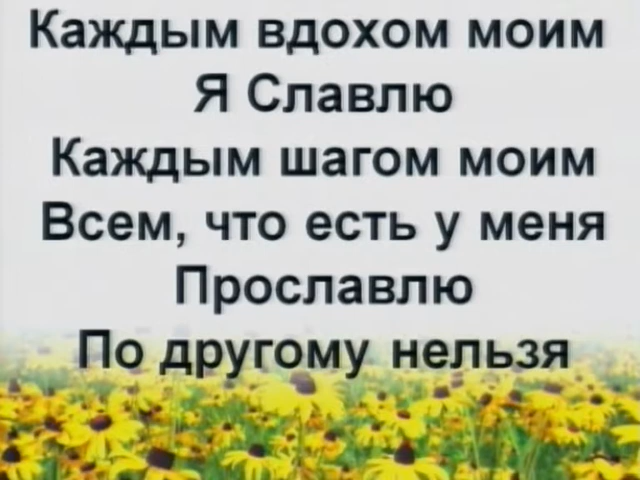 Каждым вдохом моим
Я Славлю
Каждым шагом моим
Всем, что есть у меня
Прославлю
По другому нельзя